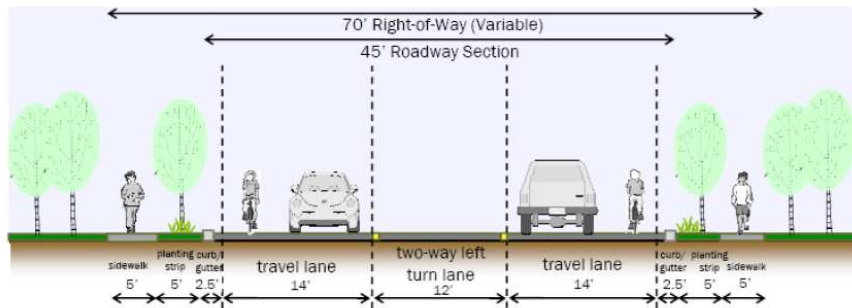 70' Right-of-Way (Variable)
45' Roadway Section
sidewalk
5'
planting
strip
5'
curb/
gutter
2.5'
travel lane
14'
two-way left
turn lane
12'
travel lane
14'
curb/
gutter
2.5'
planting
strip
5'
sidewalk
5'